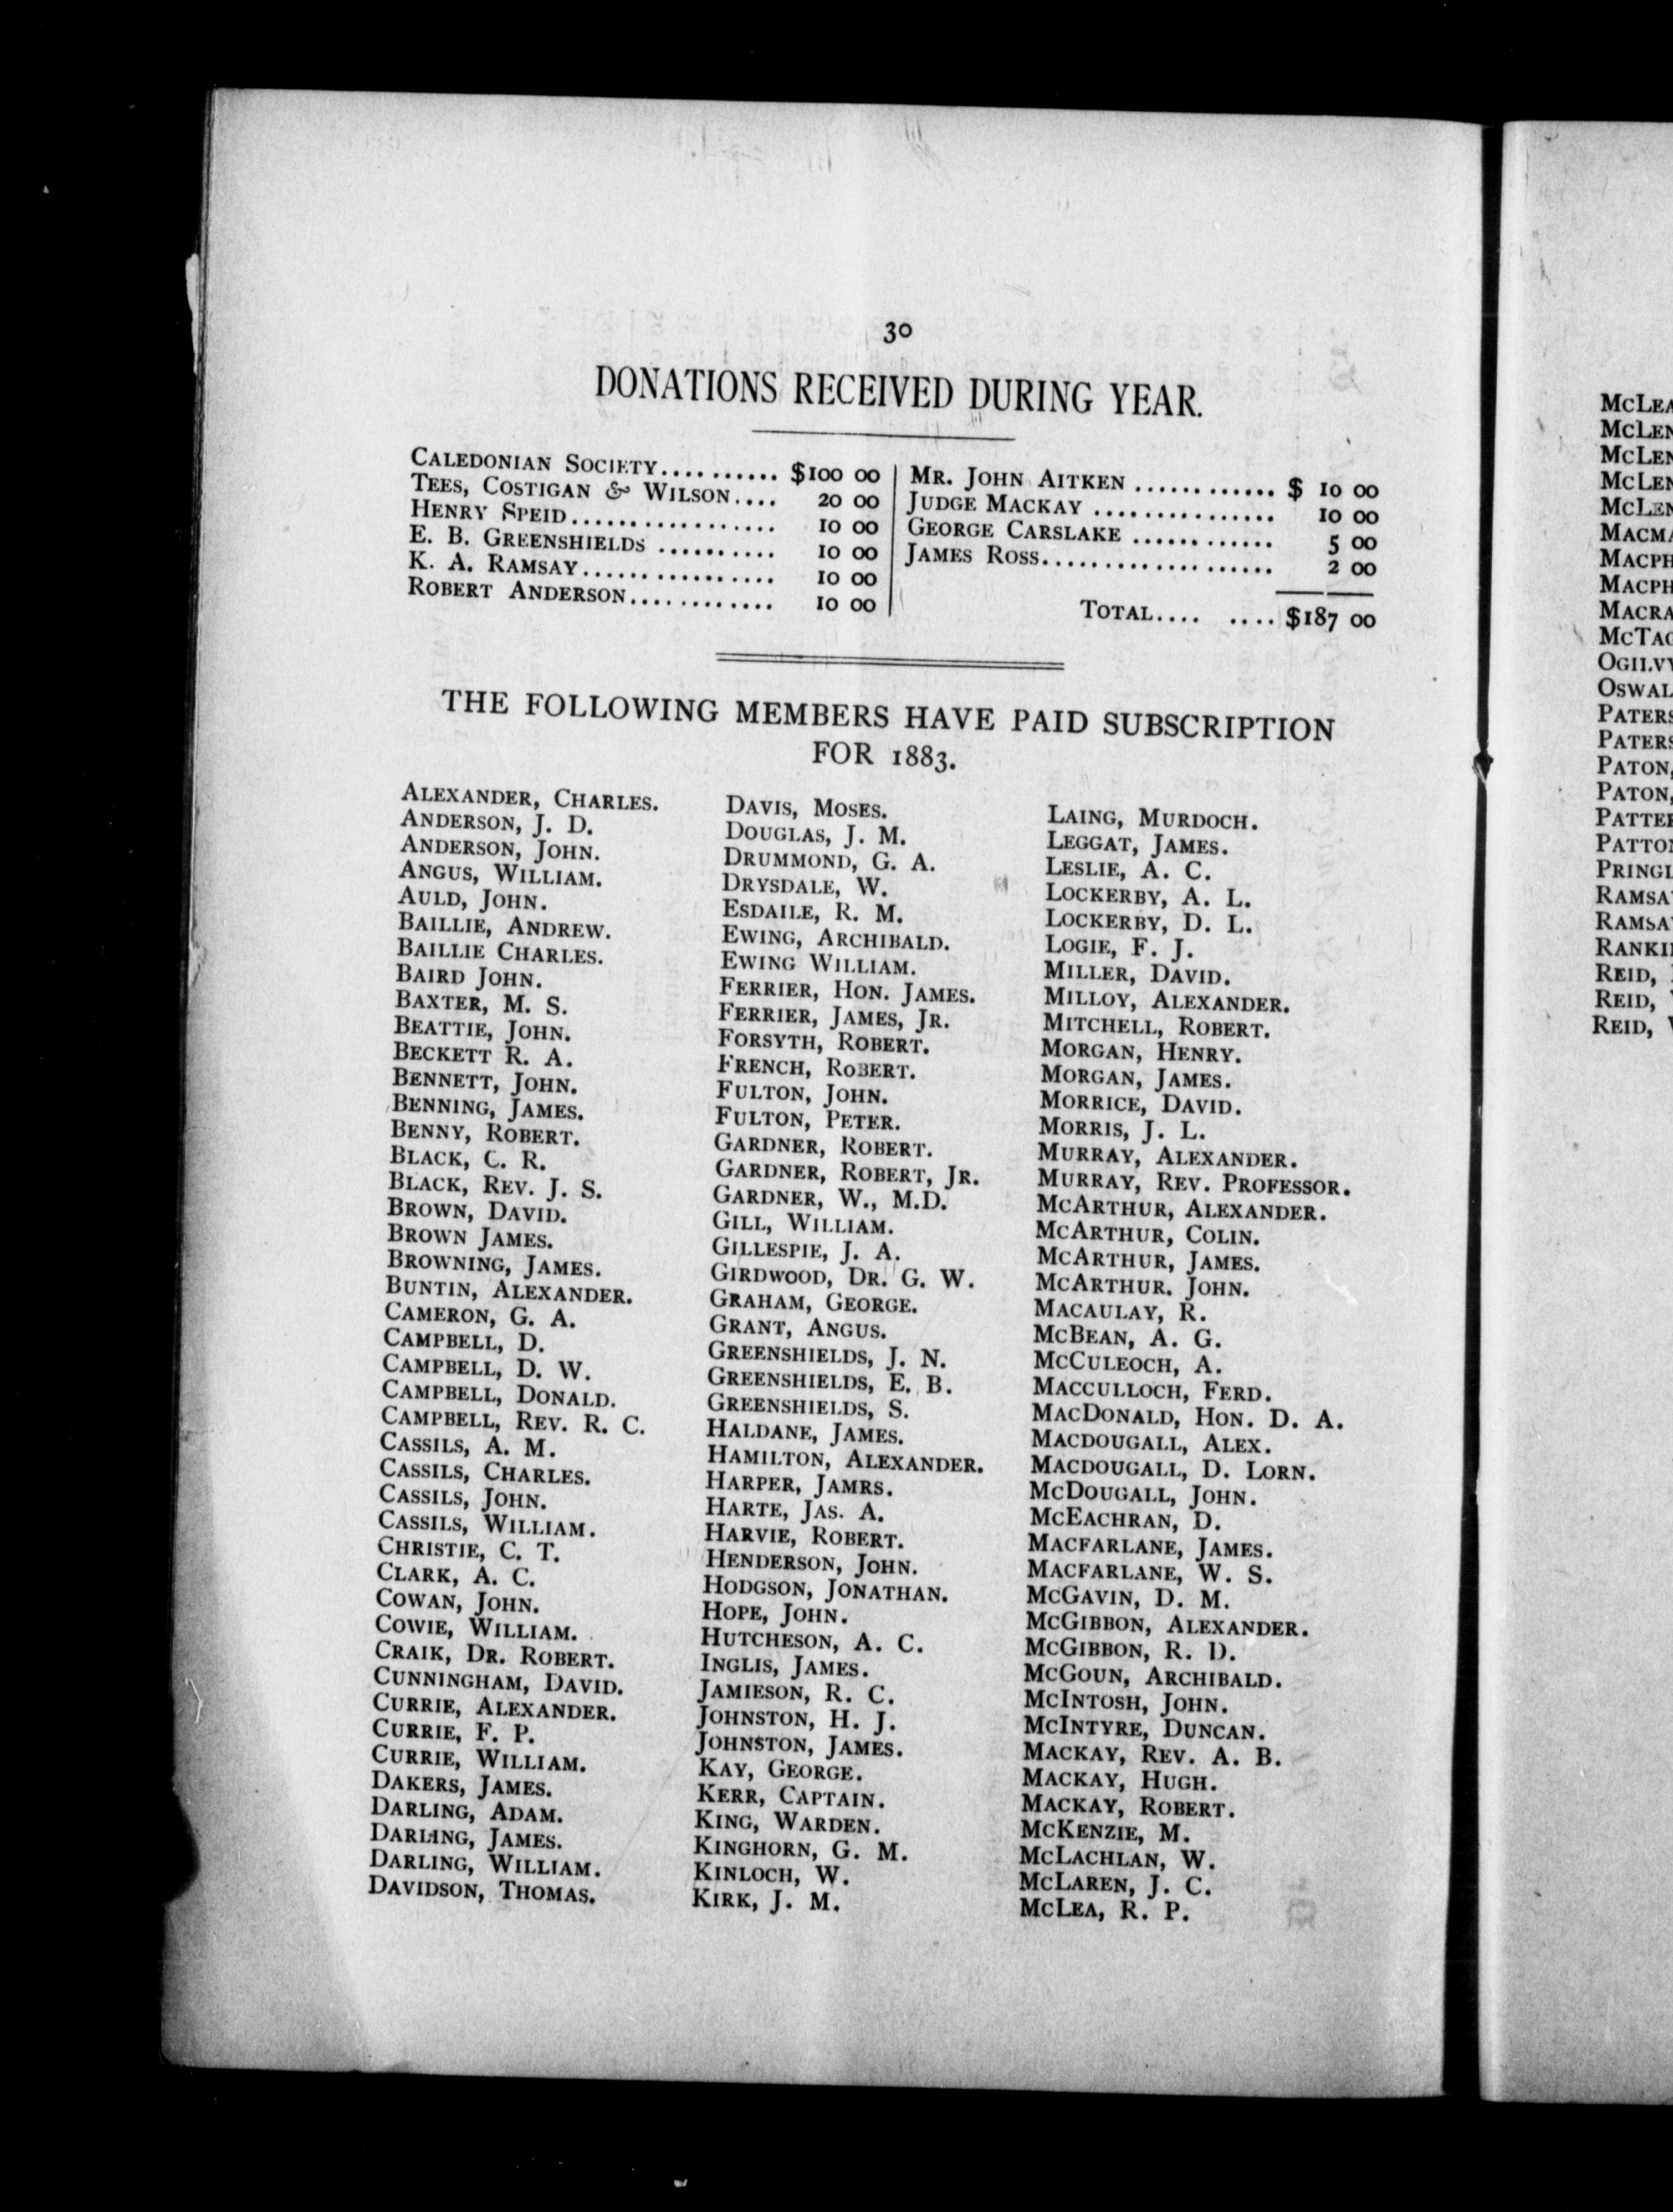 30
DONATIONS RECEIVED DURING YEAR.
CALEDONIAN SOCIETY.......... $100 00
TEES, COSTIGAN & WILSON.... 20 00
HENRY SPEID................. 10 00
E. B. GREENSHIELDS .......... 10 00
K. A. RAMSAY................. 10 00
ROBERT ANDERSON............ 10 00
MR. JOHN AITKEN ............ $ 10 00
JUDGE MACKAY ................ 10 00
GEORGE CARSLAKE ............ 5 00
JAMES ROSS.................... 2 00
TOTAL.... .... $187 00
THE FOLLOWING MEMBERS HAVE PAID SUBSCRIPTION
FOR 1883.
ALEXANDER, CHARLES.
ANDERSON, J. D.
ANDERSON, JOHN.
ANGUS, WILLIAM.
AULD, JOHN.
BAILLIE, ANDREW.
BAILLIE CHARLES.
BAIRD JOHN.
BAXTER, M. S.
BEATTIE, JOHN.
BECKETT R. A.
BENNETT, JOHN.
BENNING, JAMES.
BENNY, ROBERT.
BLACK, C. R.
BLACK, REV. J. S.
BROWN, DAVID.
BROWN JAMES.
BROWNING, JAMES.
BUNTIN, ALEXANDER.
CAMERON, G. A.
CAMPBELL, D.
CAMPBELL, D. W.
CAMPBELL, DONALD.
CAMPBELL, REV. R. C.
CASSILS, A. M.
CASSILS, CHARLES.
CASSILS, JOHN.
CASSILS, WILLIAM.
CHRISTIE, C. T.
CLARK, A. C.
COWAN, JOHN.
COWIE, WILLIAM.
CRAIK, DR. ROBERT.
CUNNINGHAM, DAVID.
CURRIE, ALEXANDER.
CURRIE, F. P.
CURRIE, WILLIAM.
DAKERS, JAMES.
DARLING, ADAM.
DARLING, JAMES.
DARLING, WILLIAM.
DAVIDSON, THOMAS.
DAVIS, MOSES.
DOUGLAS, J. M.
DRUMMOND, G. A.
DRYSDALE, W.
ESDAILE, R. M.
EWING, ARCHIBALD.
EWING WILLIAM.
FERRIER, HON. JAMES.
FERRIER, JAMES, JR.
FORSYTH, ROBERT.
FRENCH, ROBERT.
FULTON, JOHN.
FULTON, PETER.
GARDNER, ROBERT.
GARDNER, ROBERT, JR.
GARDNER, W., M.D.
GILL, WILLIAM.
GILLESPIE, J. A.
GIRDWOOD, DR. G. W.
GRAHAM, GEORGE.
GRANT, ANGUS.
GREENSHIELDS, J. N.
GREENSHIELDS, E. B.
GREENSHIELDS, S.
HALDANE, JAMES.
HAMILTON, ALEXANDER.
HARPER, JAMRS.
HARTE, JAS. A.
HARVIE, ROBERT.
HENDERSON, JOHN.
HODGSON, JONATHAN.
HOPE, JOHN.
HUTCHESON, A. C.
INGLIS, JAMES.
JAMIESON, R. C.
JOHNSTON, H. J.
JOHNSTON, JAMES.
KAY, GEORGE.
KERR, CAPTAIN.
KING, WARDEN.
KINGHORN, G. M.
KINLOCH, W.
KIRK, J. M.
LAING, MURDOCH.
LEGGAT, JAMES.
LESLIE, A. C.
LOCKERBY, A. L.
LOCKERBY, D. L.
LOGIE, F. J.
MILLER, DAVID.
MILLOY, ALEXANDER.
MITCHELL, ROBERT.
MORGAN, HENRY.
MORGAN, JAMES.
MORRICE, DAVID.
MORRIS, J. L.
MURRAY, ALEXANDER.
MURRAY, REV. PROFESSOR.
MCARTHUR, ALEXANDER.
MCARTHUR, COLIN.
MCARTHUR, JAMES.
MCARTHUR. JOHN.
MACAULAY, R.
MCBEAN, A. G.
MCCULEOCH, A.
MACCULLOCH, FERD.
MACDONALD, HON. D. A.
MACDOUGALL, ALEX.
MACDOUGALL, D. LORN.
MCDOUGALL, JOHN.
MCEACHRAN, D.
MACFARLANE, JAMES.
MACFARLANE, W. S.
MCGAVIN, D. M.
MCGIBBON, ALEXANDER.
MCGIBBON, R. D.
MCGOUN, ARCHIBALD.
MCINTOSH, JOHN.
MCINTYRE, DUNCAN.
MACKAY, REV. A. B.
MACKAY, HUGH.
MACKAY, ROBERT.
MCKENZIE, M.
MCLACHLAN, W.
MCLAREN, J. C.
MCLEA, R. P.
PATON,
PATON,
REID,
REID,
REID,